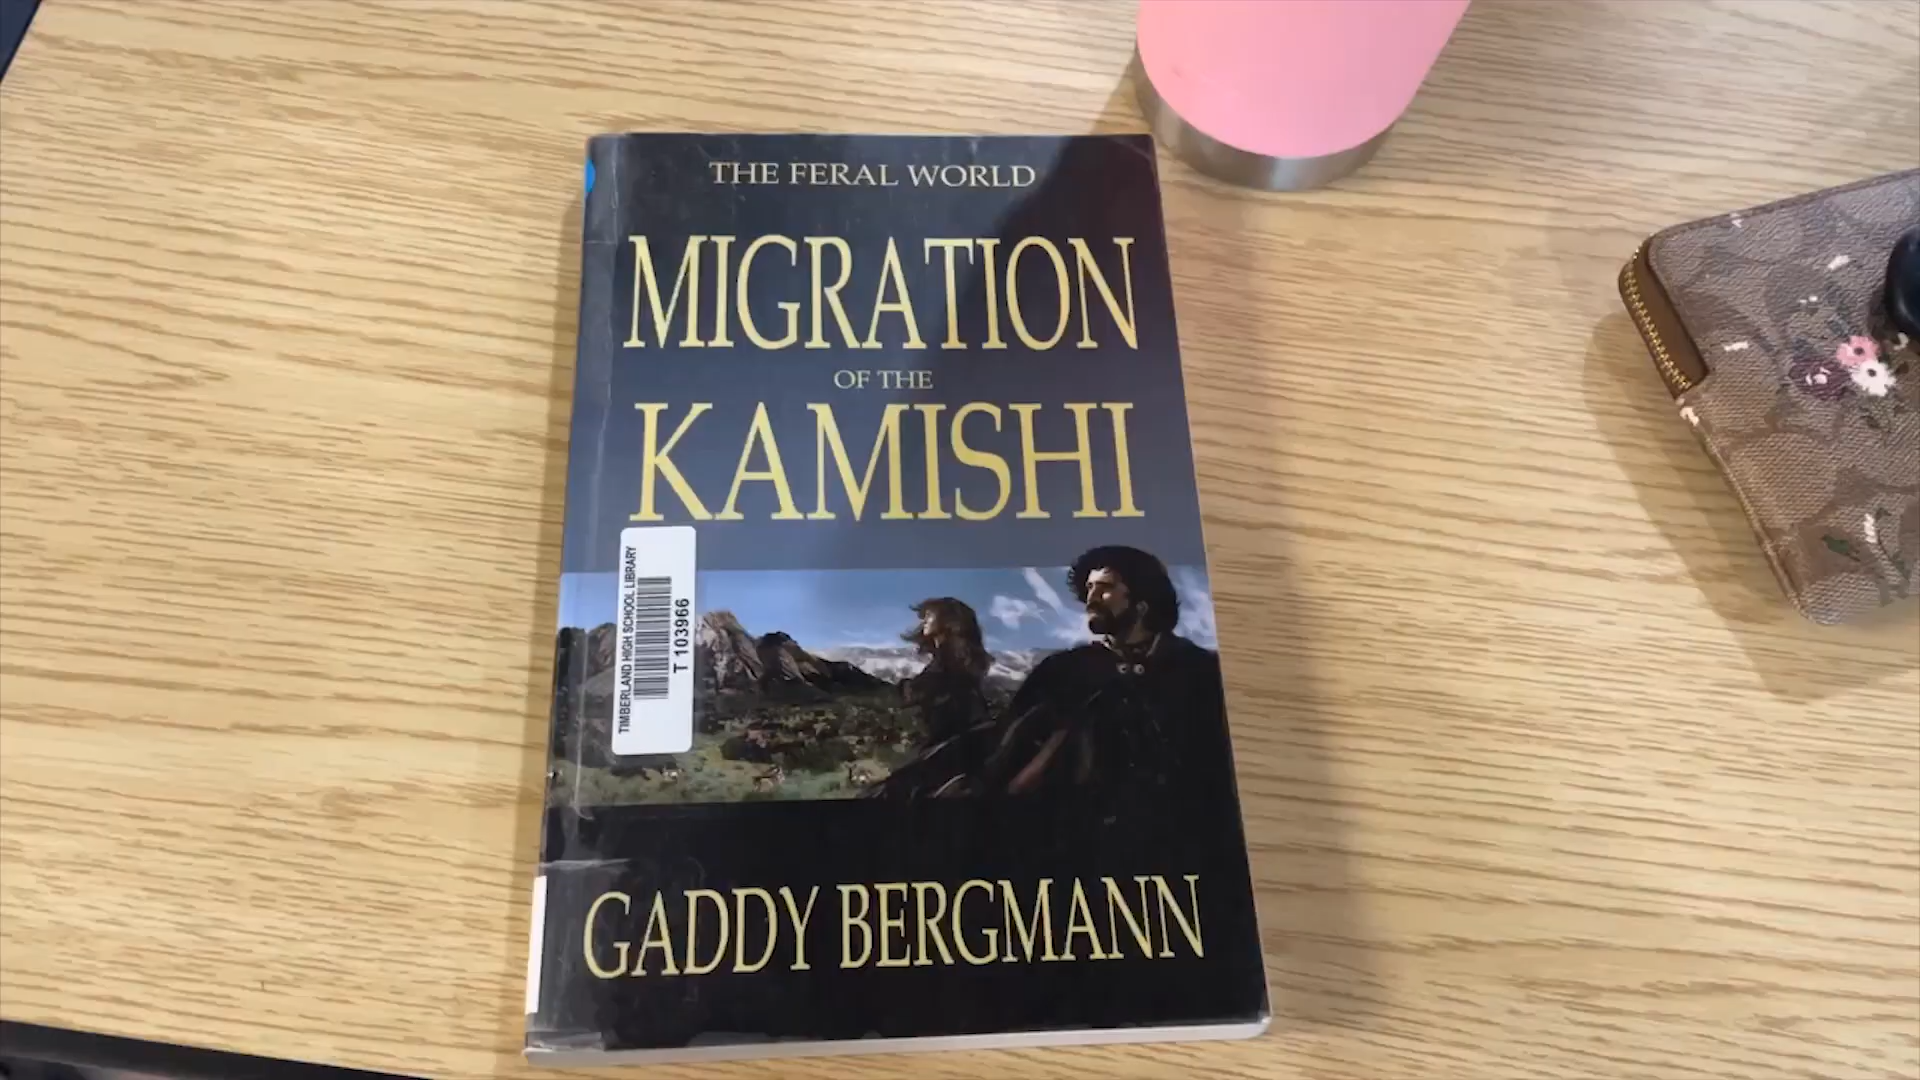 THE FERAL WORLD
MIGRATION
OF THE
KAMISHI
TIMBERLAND HIGH SCHOOL LIBRARY
T 103966
GADDY BERGMANN